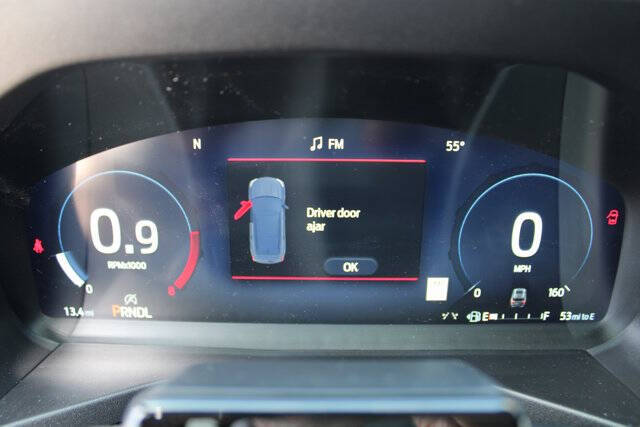 N
FM
55°
Driver door
ajar
OK
0.9
RPMx1000
0
8
0
MPH
0
160
13.4 mi
PRNDL
E
F
53 mi to E